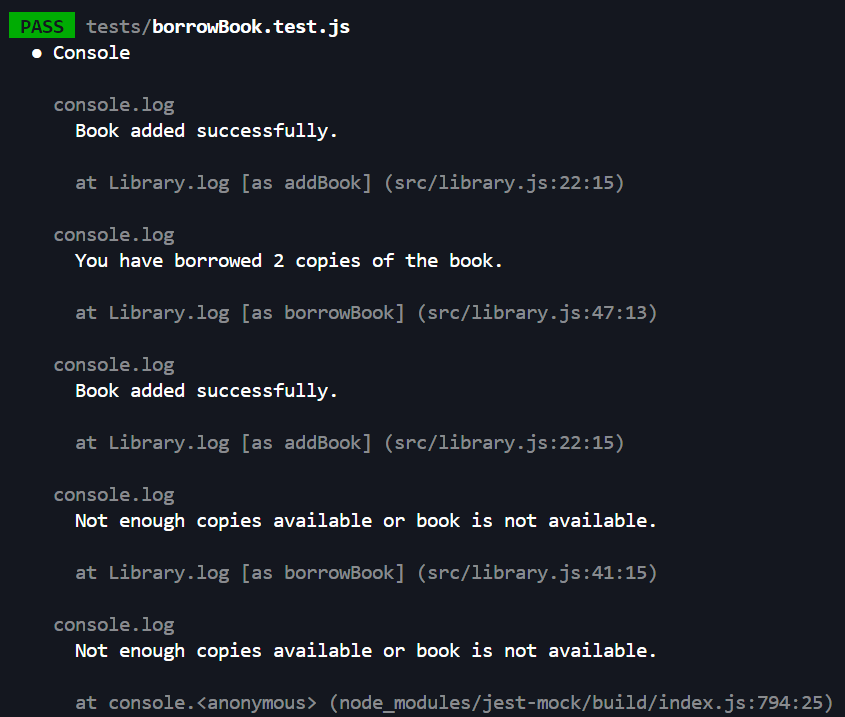 PASS tests/borrowBook.test.js
● Console
console.log
Book added successfully.
at Library.log [as addBook] (src/library.js:22:15)
console.log
You have borrowed 2 copies of the book.
at Library.log [as borrowBook] (src/library.js:47:13)
console.log
Book added successfully.
at Library.log [as addBook] (src/library.js:22:15)
console.log
Not enough copies available or book is not available.
at Library.log [as borrowBook] (src/library.js:41:15)
console.log
Not enough copies available or book is not available.
at console.<anonymous> (node_modules/jest-mock/build/index.js:794:25)